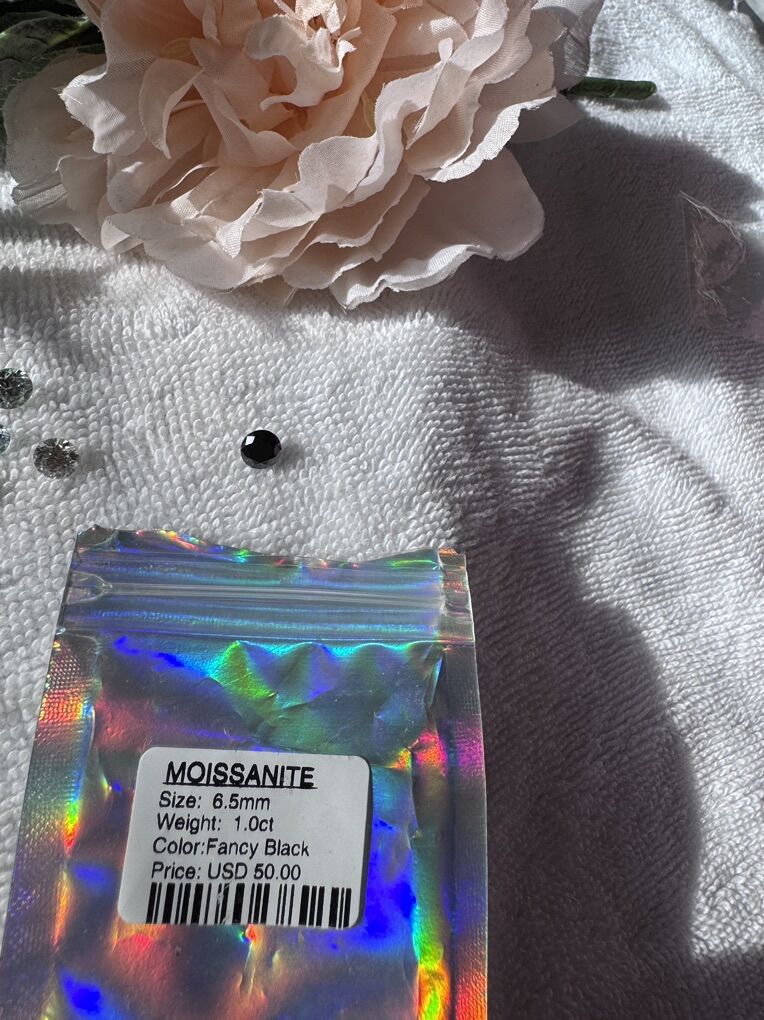 MOISSANITE
Size: 6.5mm
Weight: 1.0ct
Color:Fancy Black
Price: USD 50.00